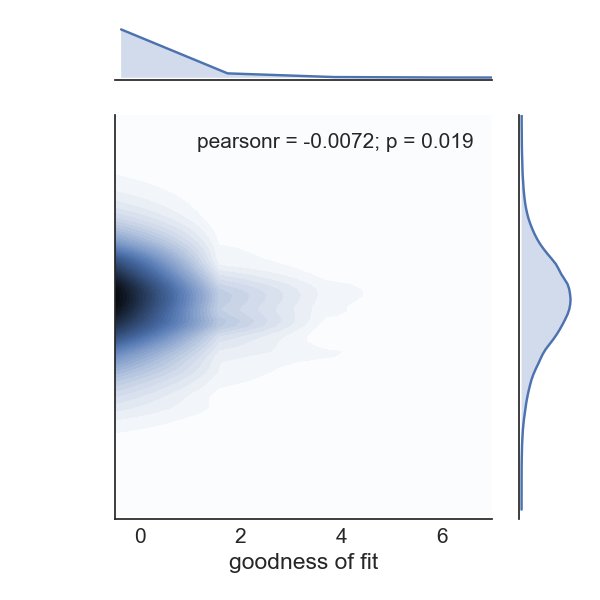 pearsonr = -0.0072; p = 0.019
0 2 4 6
goodness of fit